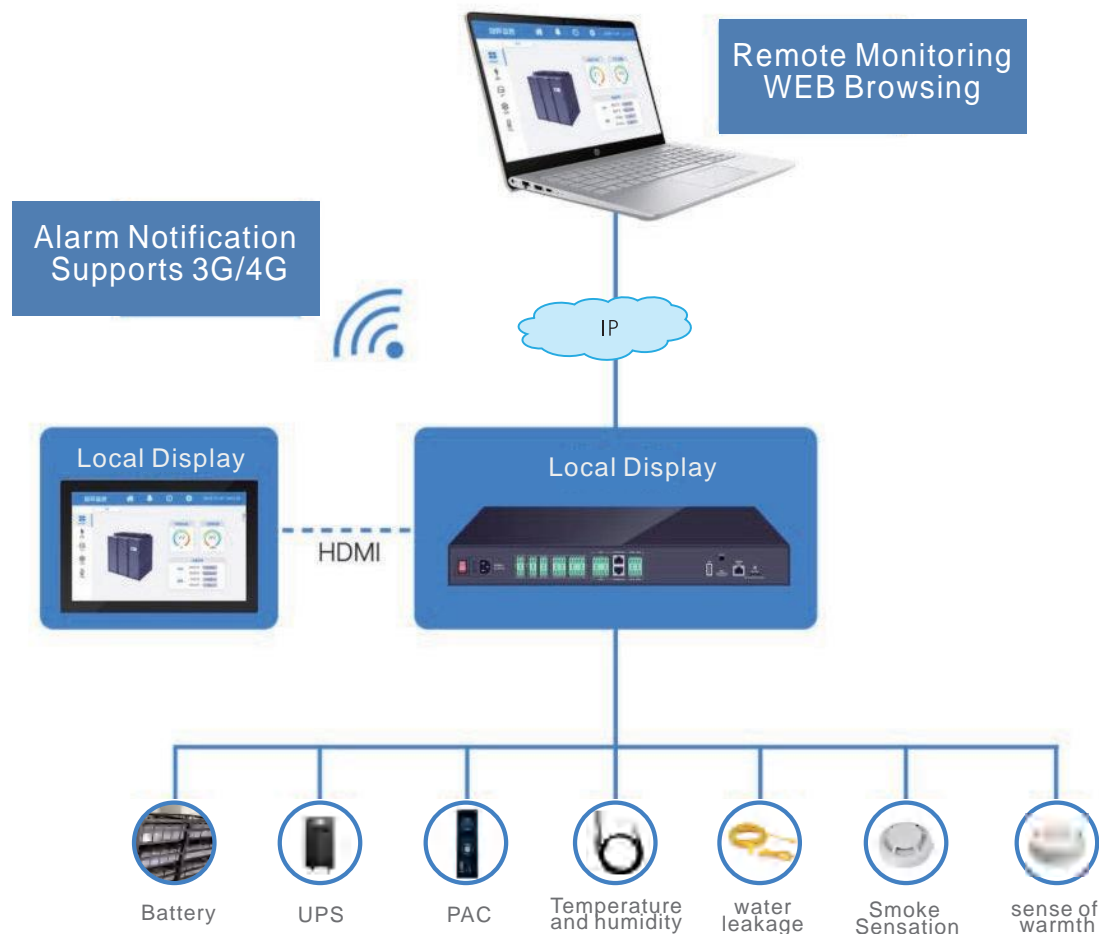 Remote Monitoring
WEB Browsing
Alarm Notification
Supports 3G/4G
IP
Local Display
Local Display
HDMI
Battery
UPS
PAC
Temperature
and humidity
water
leakage
Smoke
Sensation
sense of
warmth